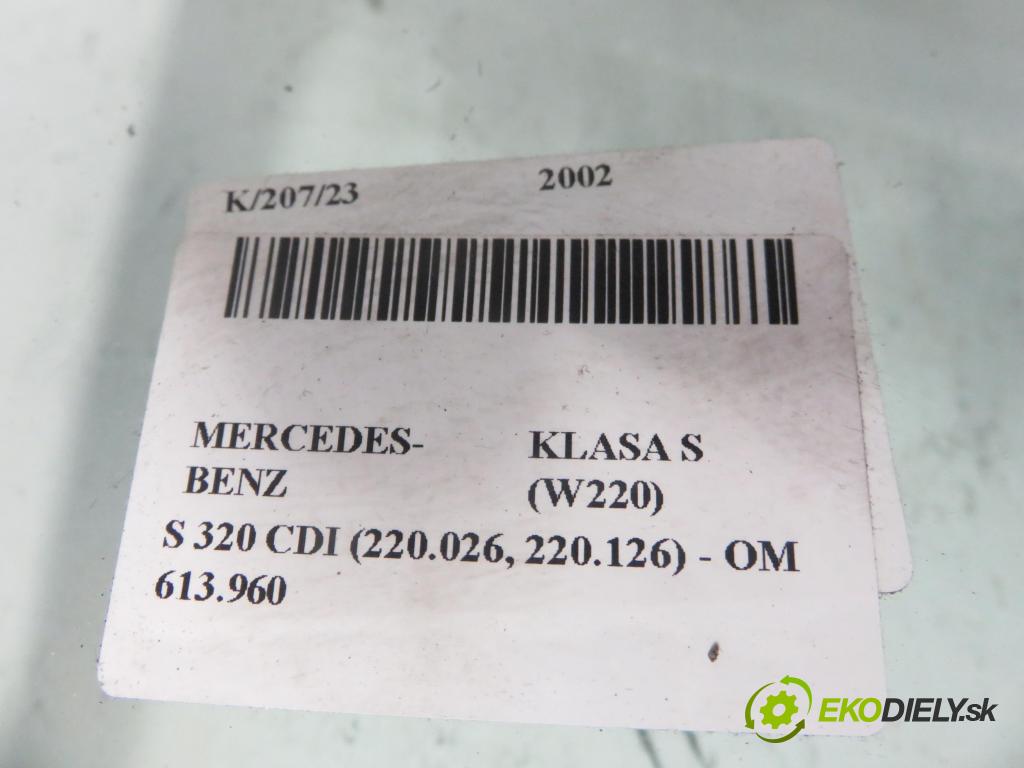 K/207/23 2002
MERCEDES- KLASA S
BENZ (W220)
S 320 CDI (220.026, 220.126) - OM
613.960
EKODIELY.sk